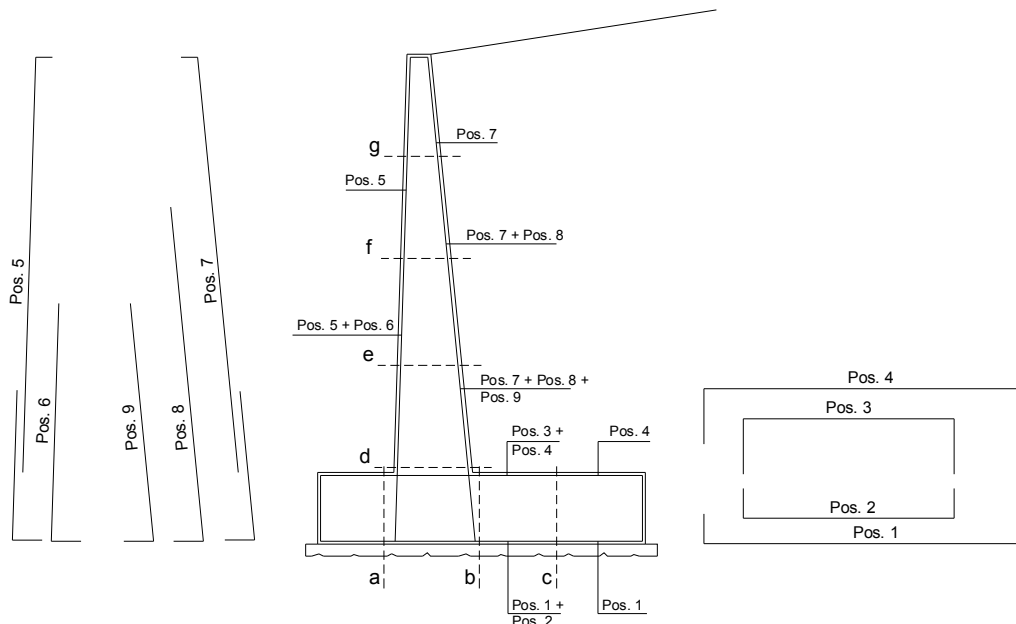 Pos. 5
Pos. 6
Pos. 9
Pos. 8
Pos. 7
g
Pos. 7
Pos. 5
f
Pos. 7 + Pos. 8
Pos. 5 + Pos. 6
e
Pos. 7 + Pos. 8 +
Pos. 9
d
Pos. 3 +
Pos. 4
Pos. 4
a
b
c
Pos. 1 +
Pos. 2
Pos. 1
Pos. 4
Pos. 3
Pos. 2
Pos. 1